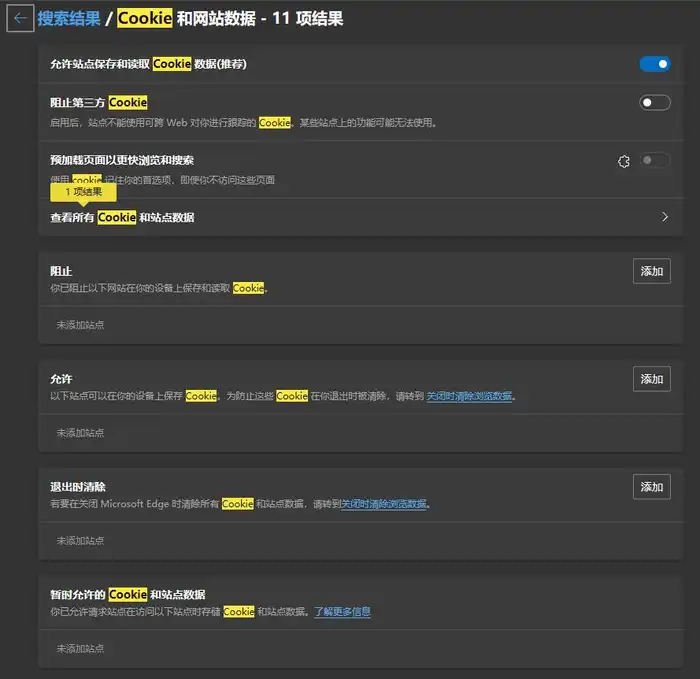 搜索结果 / Cookie 和网站数据 - 11 项结果
允许站点保存和读取 Cookie 数据(推荐)
阻止第三方 Cookie
启用后，站点不能使用可跨 Web 对你进行跟踪的 Cookie。某些站点上的功能可能无法使用。
预加载页面以更快浏览和搜索
使用 cookie 记住你的首选项，即使你不访问这些页面
1 项结果
查看所有 Cookie 和站点数据
阻止
添加
你已阻止以下网站在你的设备上保存和读取 Cookie。
未添加站点
允许
添加
以下站点可以在你的设备上保存 Cookie。为防止这些 Cookie 在你退出时被清除，请转到 关闭时清除浏览数据。
未添加站点
退出时清除
添加
若要在关闭 Microsoft Edge 时清除所有 Cookie 和站点数据，请转到关闭时清除浏览数据。
未添加站点
暂时允许的 Cookie 和站点数据
你已允许请求站点在访问以下站点时存储 Cookie 和站点数据。了解更多信息
未添加站点